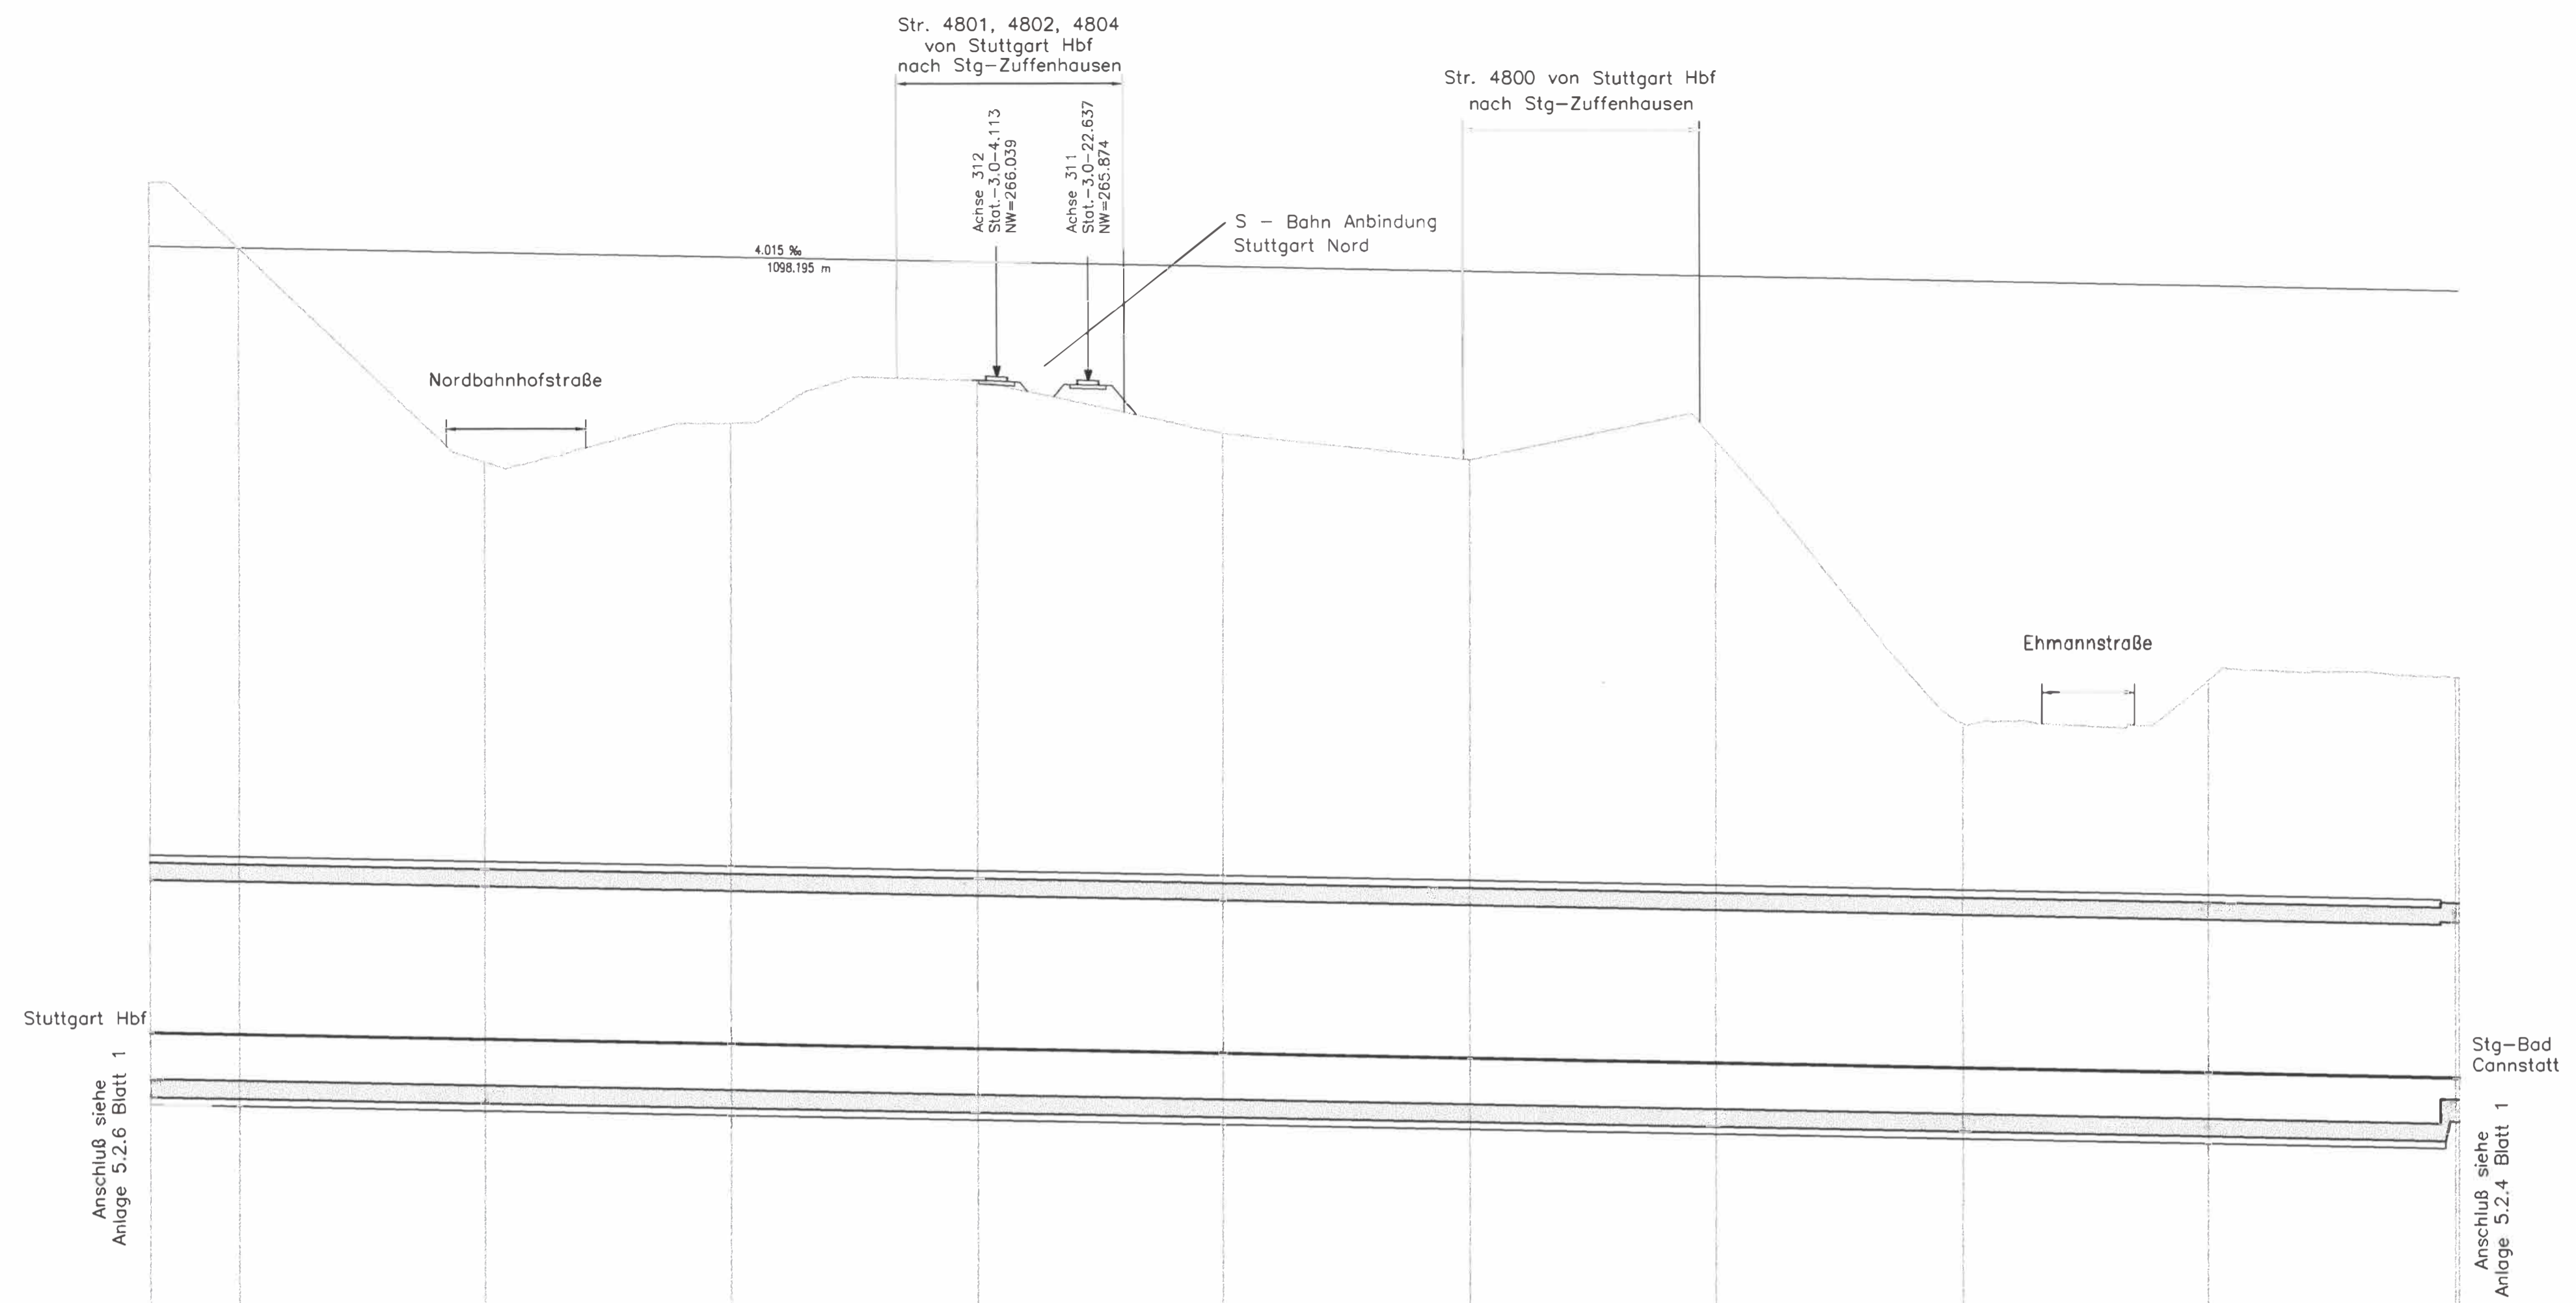 Str. 4801, 4802, 4804
von Stuttgart Hbf
nach Stg-Zuffenhausen
Str. 4800 von Stuttgart Hbf
nach Stg-Zuffenhausen
Achse 312
Stat.-3.0-4.113
NW=266.039
Achse 311
Stat.-3.0-22.637
NW=265.874
S - Bahn Anbindung
Stuttgart Nord
4.015 ‰
1098.195 m
Nordbahnhofstraße
Ehmannstraße
Stuttgart Hbf
Anschluß siehe
Anlage 5.2.6 Blatt 1
Stg-Bad
Cannstatt
Anschluß siehe
Anlage 5.2.4 Blatt 1